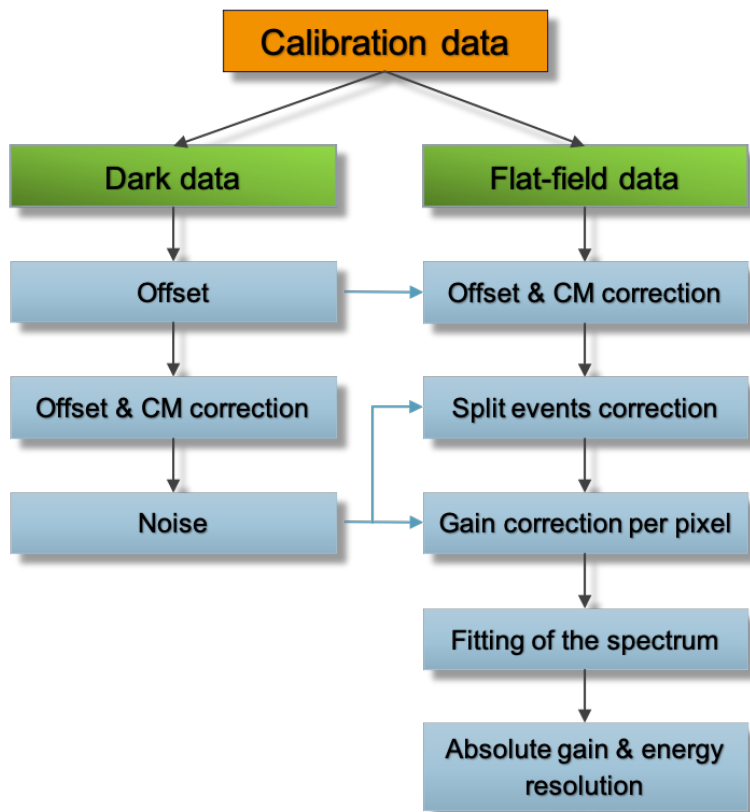 Calibration data
Dark data
Flat-field data
Offset
Offset & CM correction
Offset & CM correction
Split events correction
Noise
Gain correction per pixel
Fitting of the spectrum
Absolute gain & energy
resolution